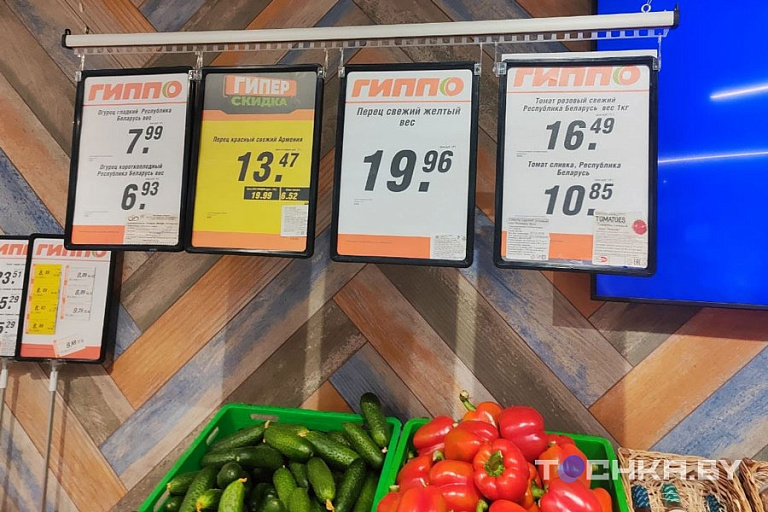 ГИППО
Огурец гладкий Республика
Беларусь вес
7.99
Огурец короткоплодный
Республика Беларусь вес
6.93
ГИПЕР
СКИДКА
Перец красный свежий Армения
13.47
19.99
6.52
ГИППО
Перец свежий желтый
вес
19.96
ГИППО
Томат розовый свежий
Республика Беларусь вес 1кг
16.49
Томат сливка, Республика
Беларусь
10.85
TOMATOES
ГИППО
TOCHKA.BY